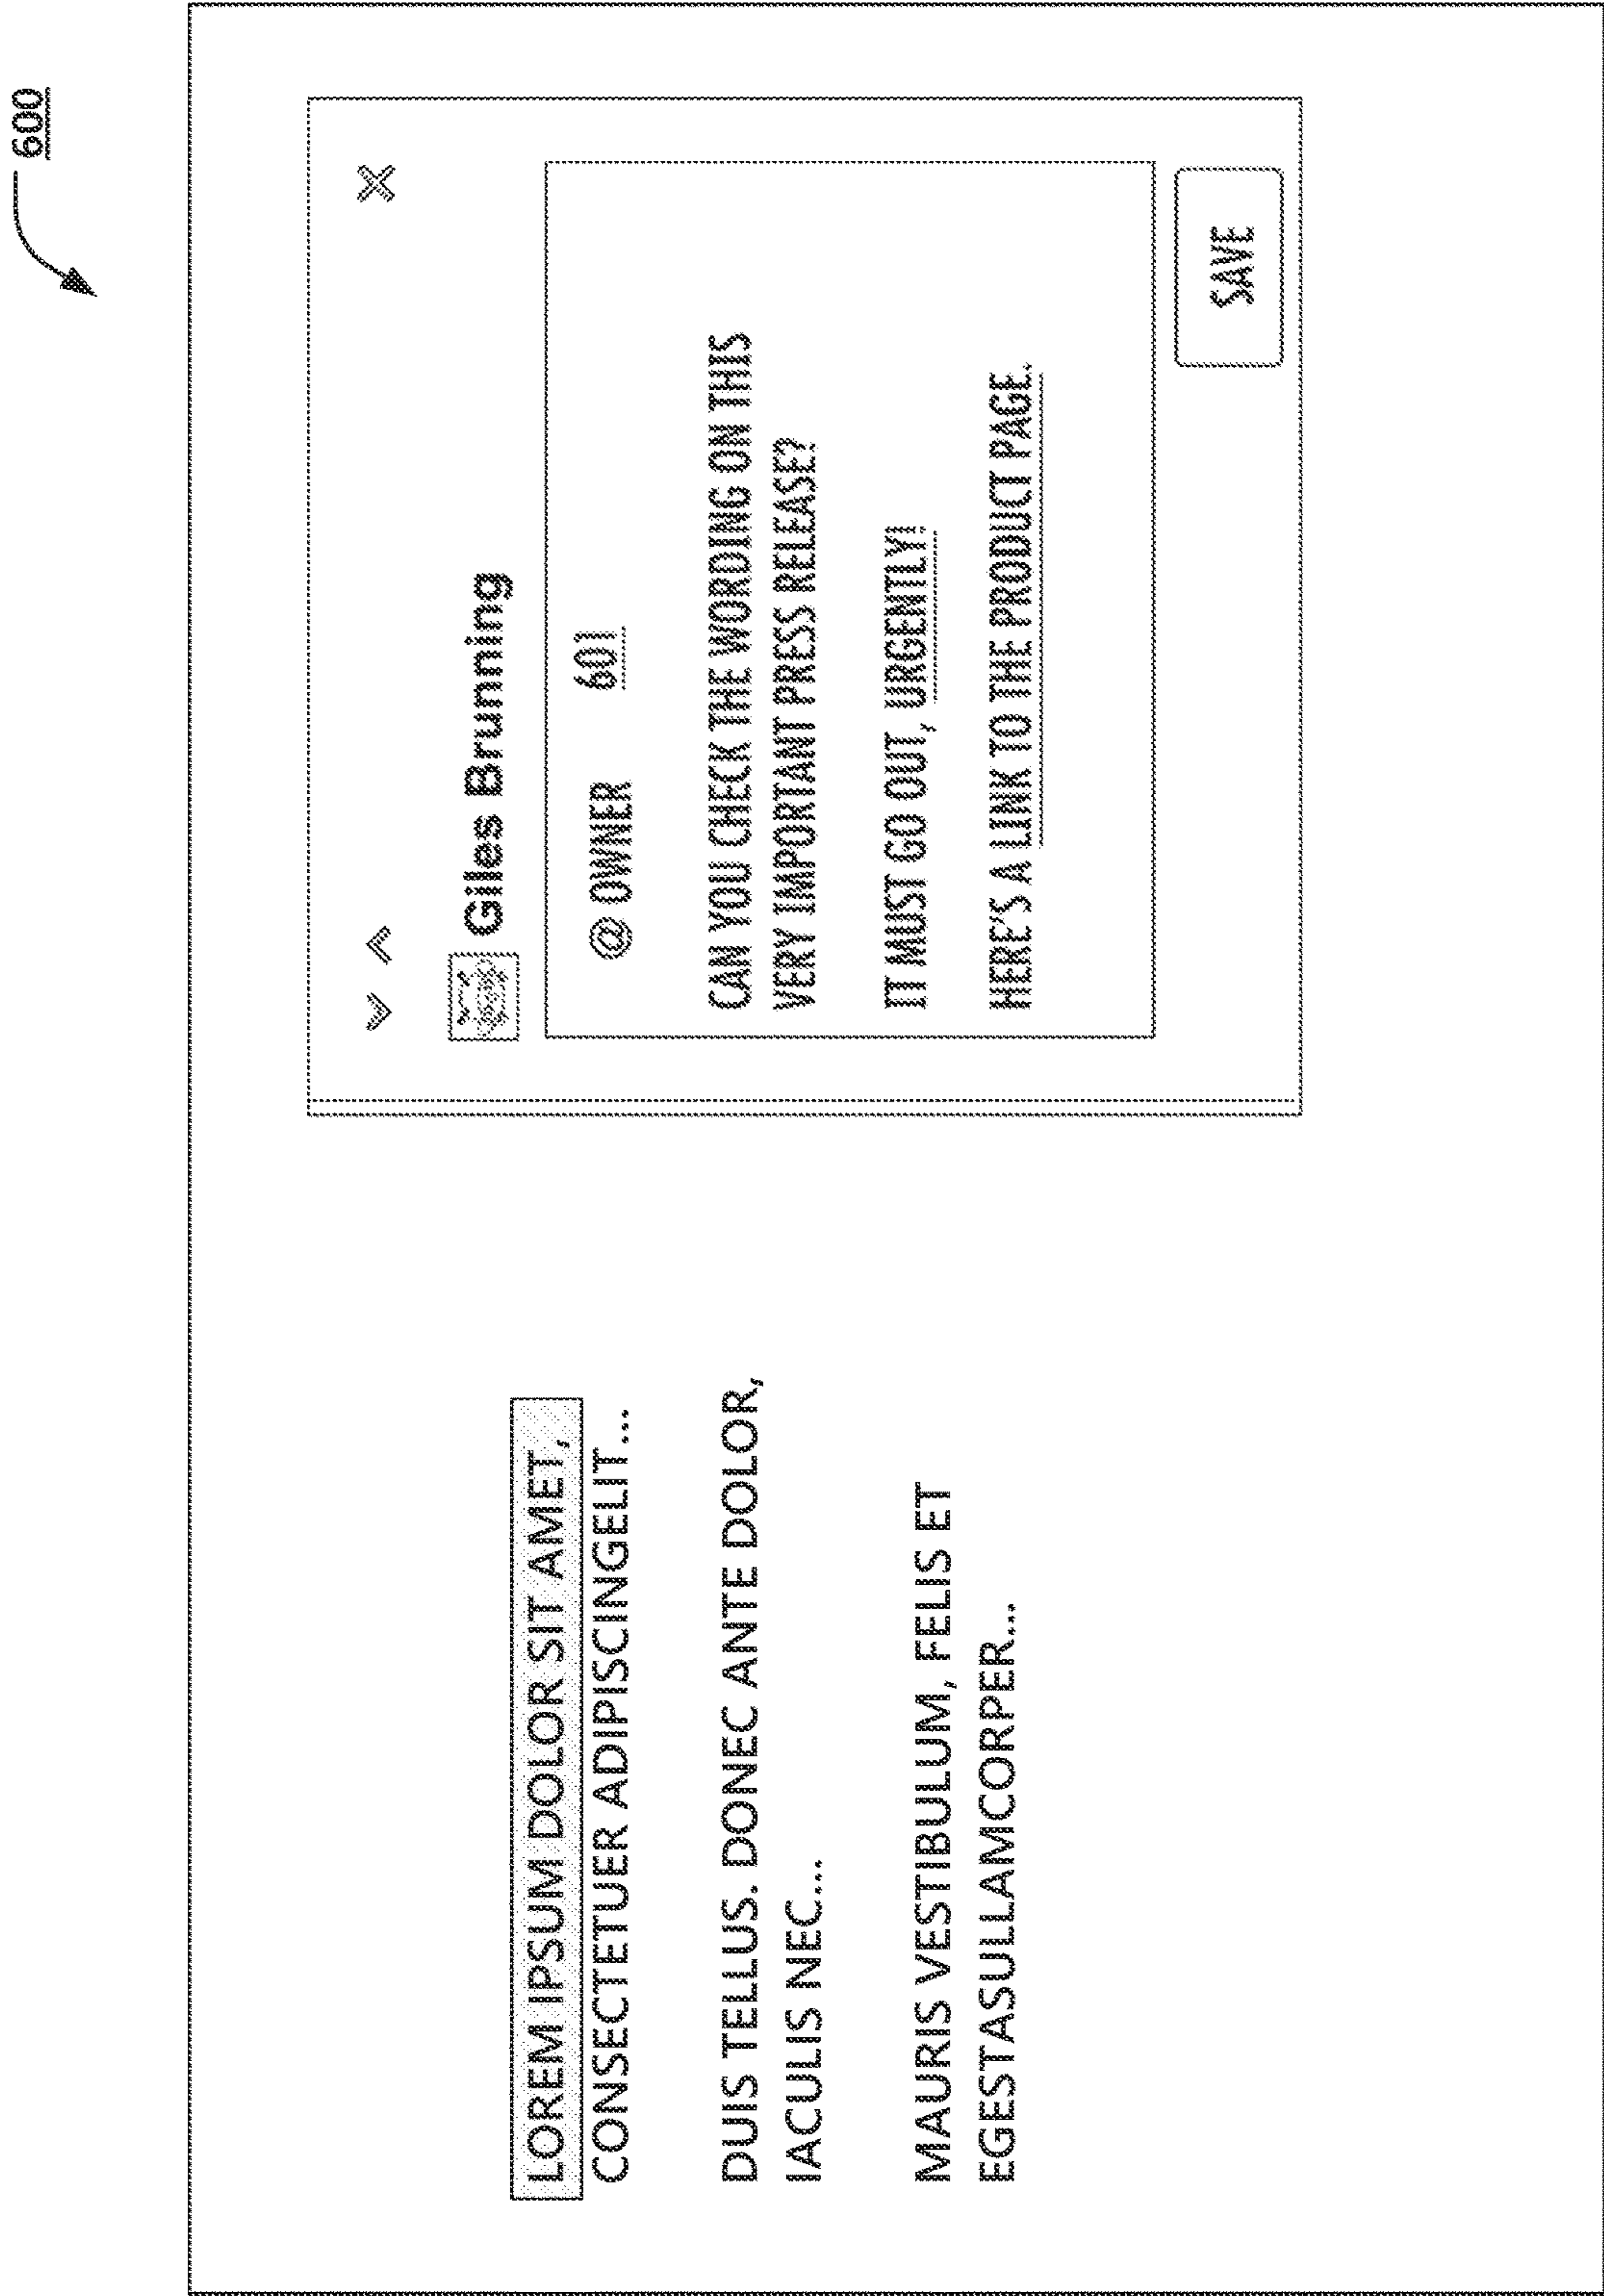 600
LOREM IPSUM DOLOR SIT AMET,
CONSECTETUER ADIPISCINGELIT...
DUIS TELLUS. DONEC ANTE DOLOR,
IACULIS NEC...
MAURIS VESTIBULUM, FELIS ET
EGESTASULLAMCORPER...
Giles Brunning
@ OWNER 601
CAN YOU CHECK THE WORDING ON THIS
VERY IMPORTANT PRESS RELEASE?
IT MUST GO OUT, URGENTLY!
HERE'S A LINK TO THE PRODUCT PAGE.
SAVE